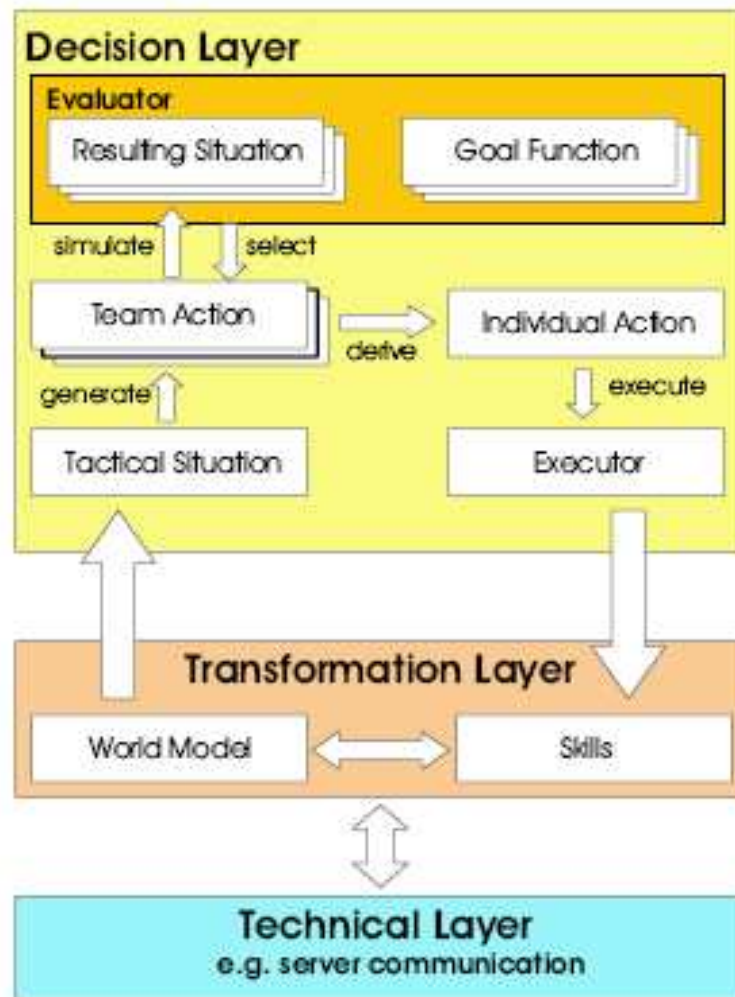 Decision Layer
Evaluator
Resulting Situation
Goal Function
simulate
select
Team Action
derive
Individual Action
generate
execute
Tactical Situation
Executor
Transformation Layer
World Model
Skills
Technical Layer
e.g. server communication